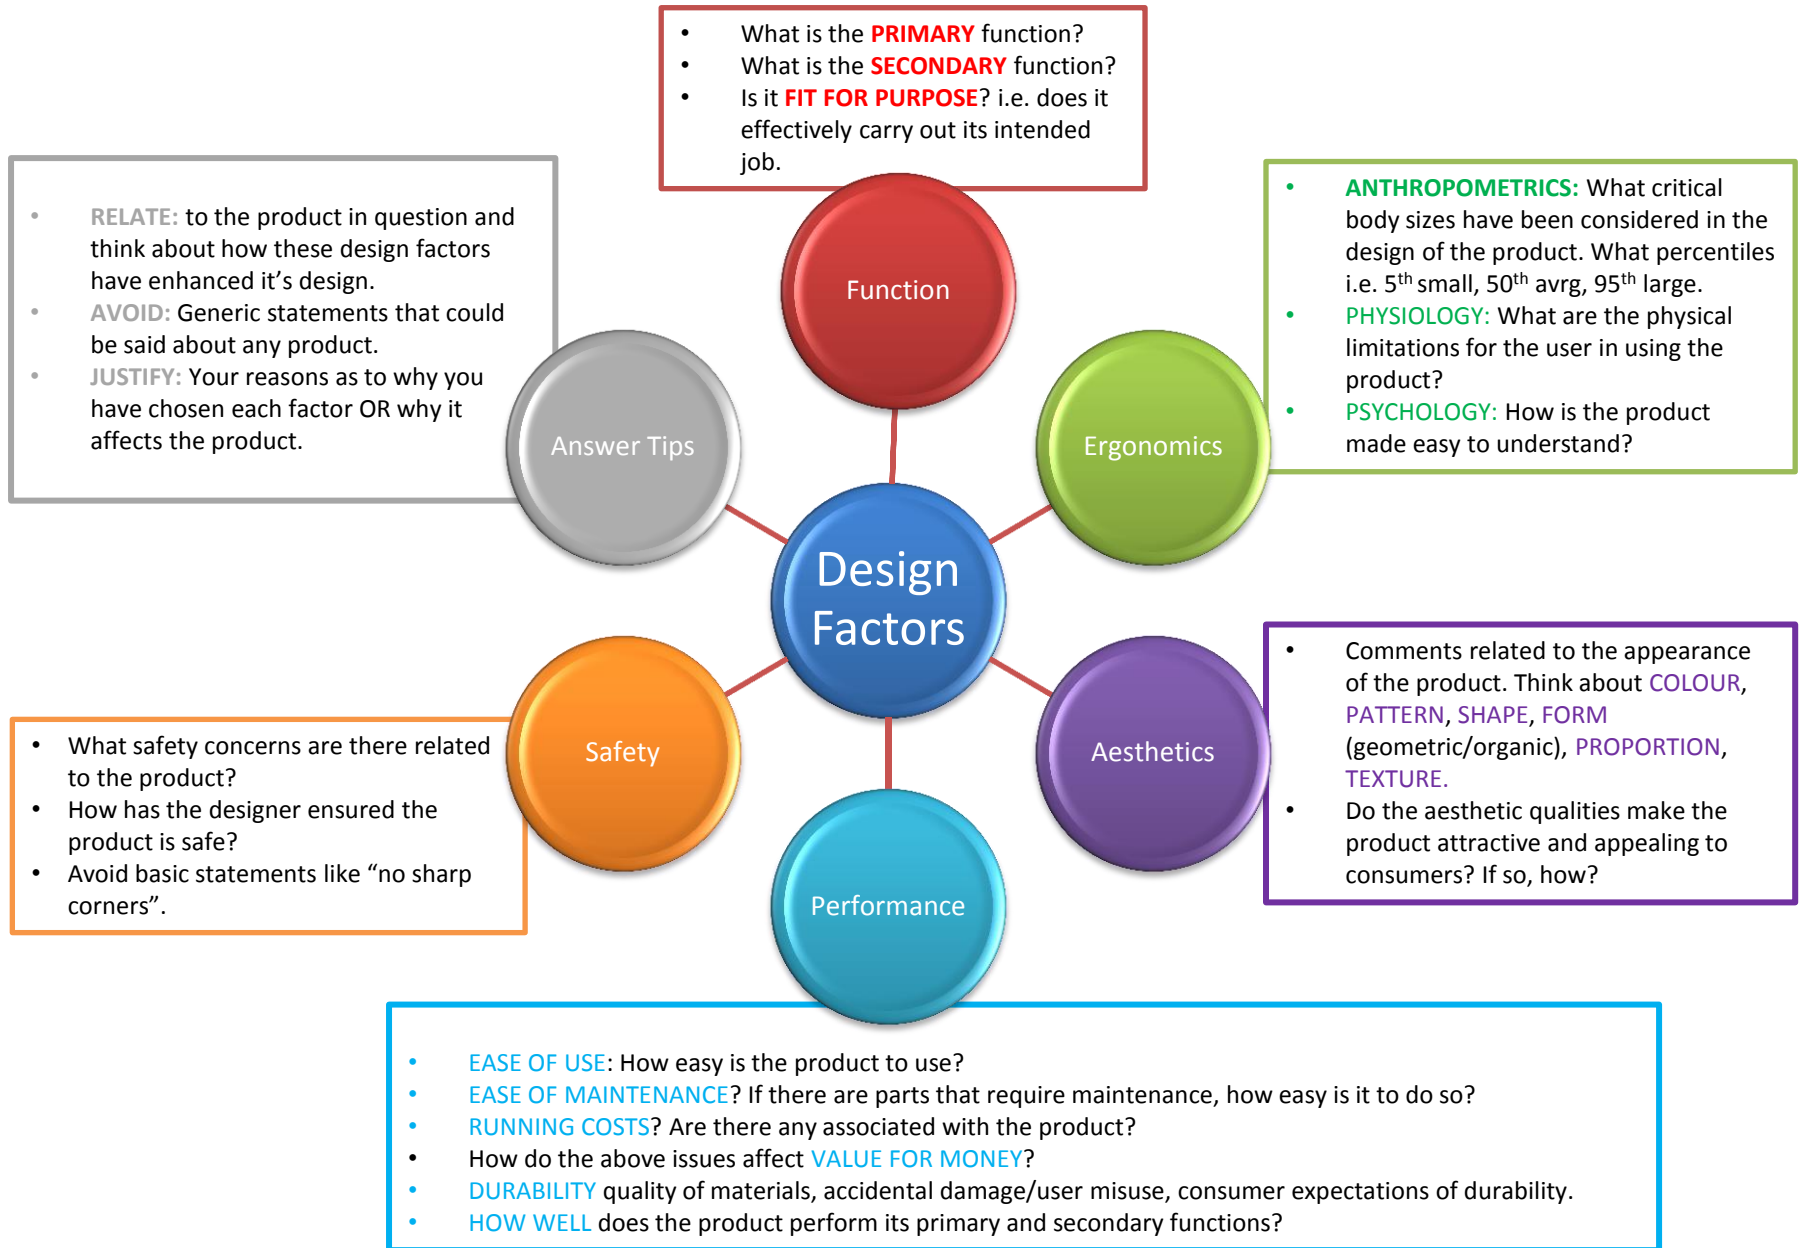 • What is the PRIMARY function?
• What is the SECONDARY function?
• Is it FIT FOR PURPOSE? i.e. does it
effectively carry out its intended
job.
Function
• RELATE: to the product in question and
think about how these design factors
have enhanced it’s design.
• AVOID: Generic statements that could
be said about any product.
• JUSTIFY: Your reasons as to why you
have chosen each factor OR why it
affects the product.
Answer Tips
• ANTHROPOMETRICS: What critical
body sizes have been considered in the
design of the product. What percentiles
i.e. 5th small, 50th avrg, 95th large.
• PHYSIOLOGY: What are the physical
limitations for the user in using the
product?
• PSYCHOLOGY: How is the product
made easy to understand?
Ergonomics
Design
Factors
• What safety concerns are there related
to the product?
• How has the designer ensured the
product is safe?
• Avoid basic statements like “no sharp
corners”.
Safety
• Comments related to the appearance
of the product. Think about COLOUR,
PATTERN, SHAPE, FORM
(geometric/organic), PROPORTION,
TEXTURE.
• Do the aesthetic qualities make the
product attractive and appealing to
consumers? If so, how?
Aesthetics
Performance
• EASE OF USE: How easy is the product to use?
• EASE OF MAINTENANCE? If there are parts that require maintenance, how easy is it to do so?
• RUNNING COSTS? Are there any associated with the product?
• How do the above issues affect VALUE FOR MONEY?
• DURABILITY quality of materials, accidental damage/user misuse, consumer expectations of durability.
• HOW WELL does the product perform its primary and secondary functions?